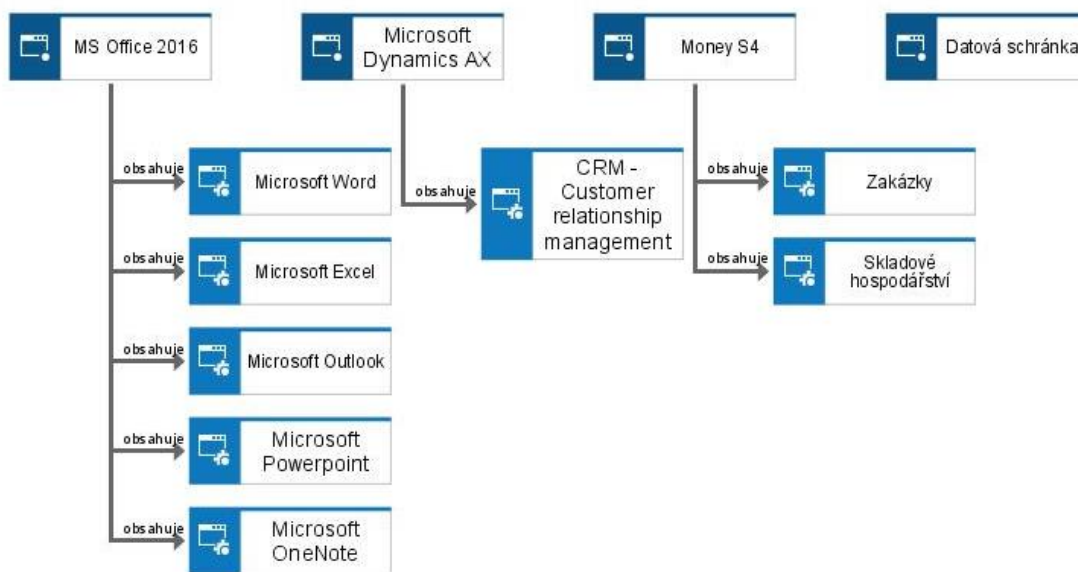 MS Office 2016
Microsoft
Dynamics AX
Money S4
Datová schránka
obsahuje
Microsoft Word
obsahuje
CRM -
Customer
relationship
management
obsahuje
Zakázky
obsahuje
Microsoft Excel
obsahuje
Skladové
hospodářství
obsahuje
Microsoft Outlook
obsahuje
Microsoft
Powerpoint
obsahuje
Microsoft
OneNote